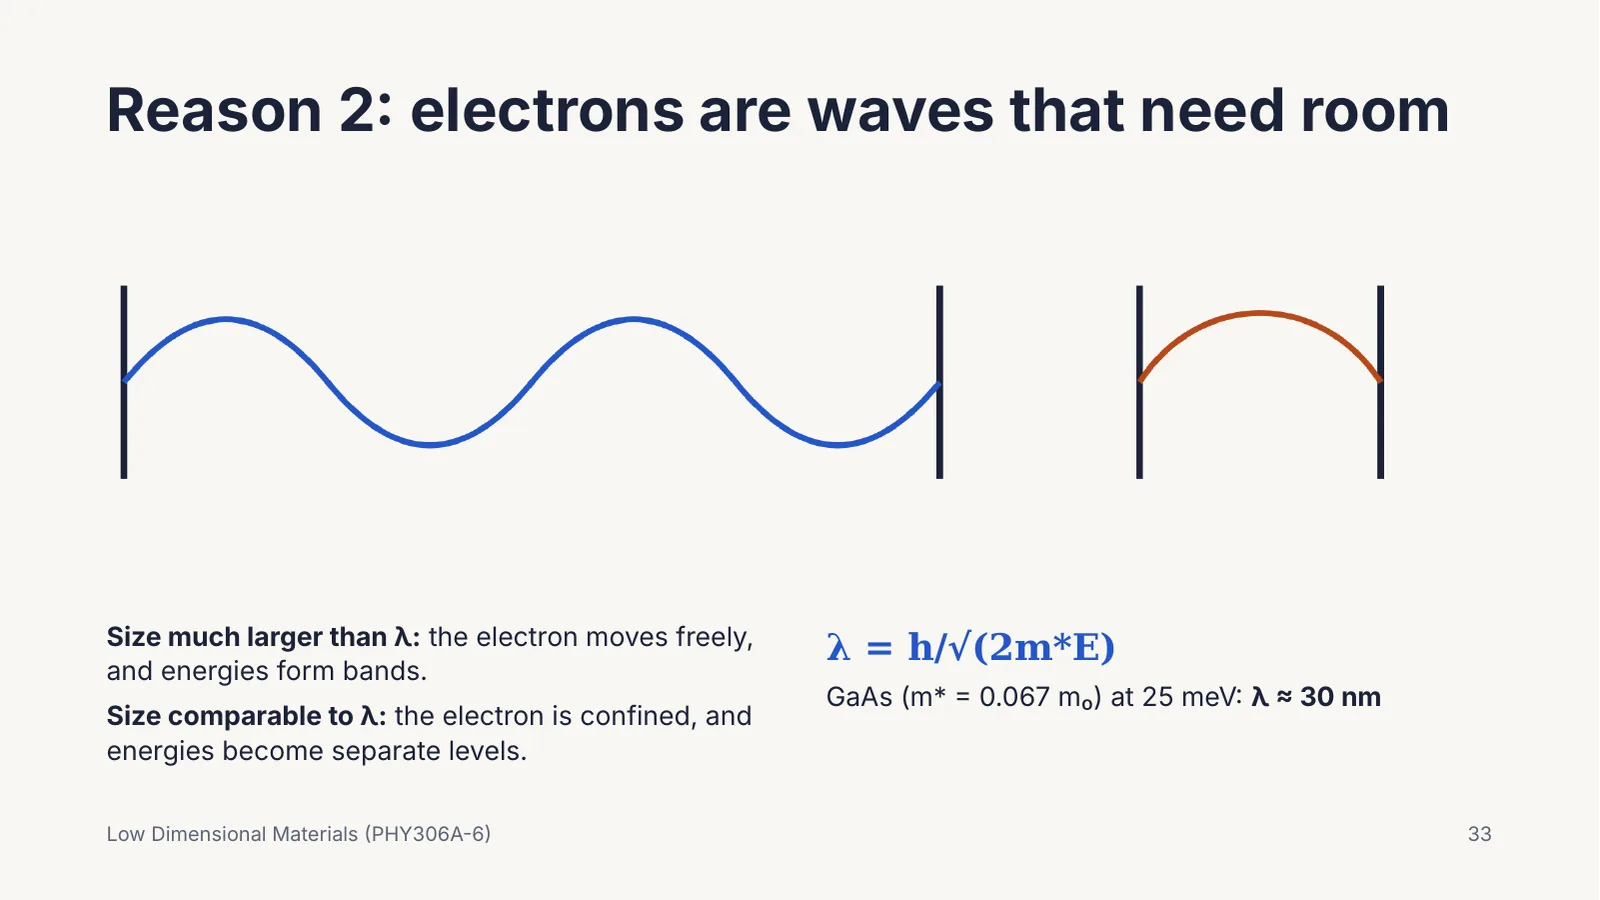 Reason 2: electrons are waves that need room
Size much larger than λ: the electron moves freely,
and energies form bands.
Size comparable to λ: the electron is confined, and
energies become separate levels.
λ = h/√(2m*E)
GaAs (m* = 0.067 m₀) at 25 meV: λ ≈ 30 nm
Low Dimensional Materials (PHY306A-6)
33